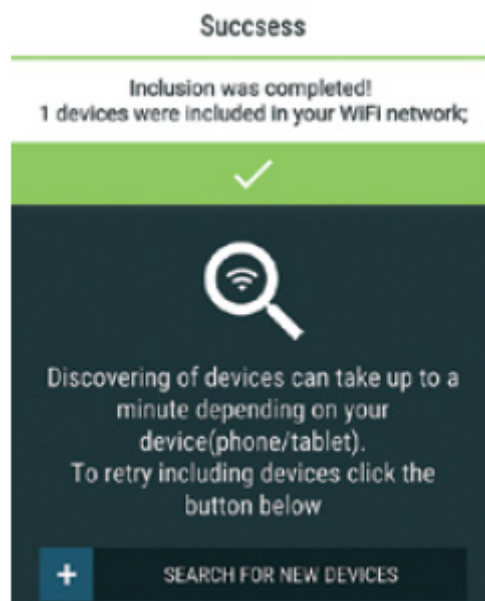 Succsess
Inclusion was completed!
1 devices were included in your WiFi network;
Discovering of devices can take up to a
minute depending on your
device(phone/tablet).
To retry including devices click the
button below
+ SEARCH FOR NEW DEVICES